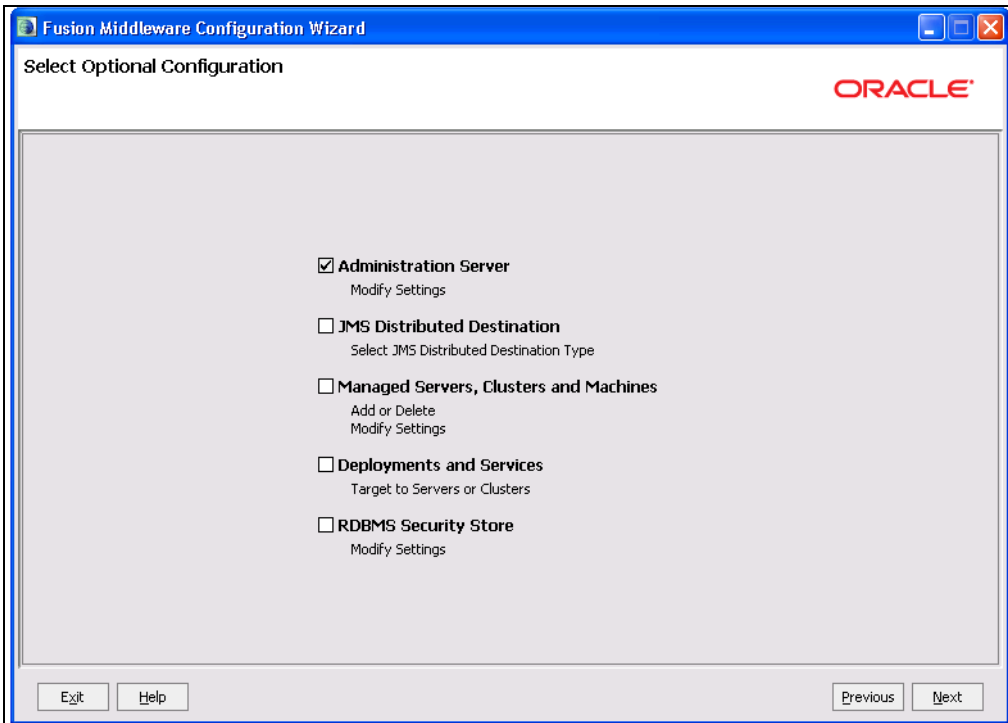 Fusion Middleware Configuration Wizard
Select Optional Configuration
ORACLE
Administration Server
Modify Settings
JMS Distributed Destination
Select JMS Distributed Destination Type
Managed Servers, Clusters and Machines
Add or Delete
Modify Settings
Deployments and Services
Target to Servers or Clusters
RDBMS Security Store
Modify Settings
Exit Help Previous Next